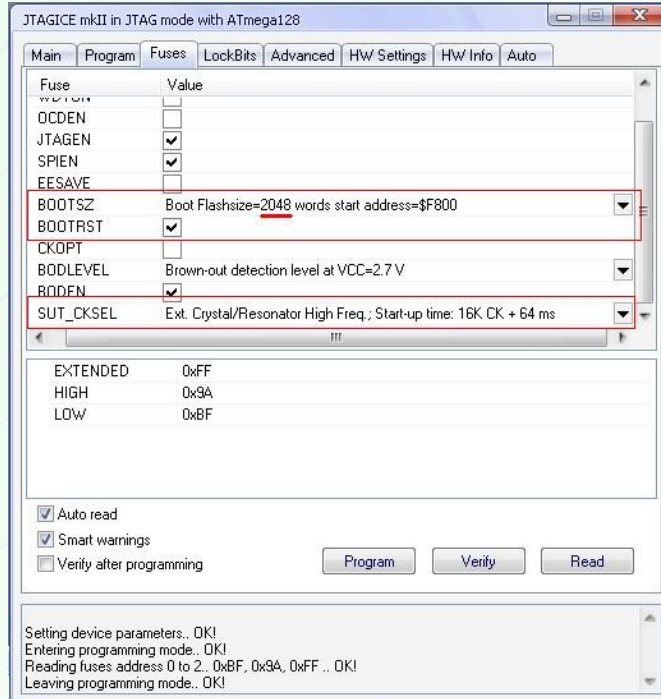 JTAGICE mkII in JTAG mode with ATmega128
Main Program Fuses LockBits Advanced HW Settings HW Info Auto
Fuse Value
OCDEN
JTAGEN
SPIEN
EESAVE
BOOTSZ Boot Flashsize=2048 words start address=$F800
BOOTRST
CKOPT
BODLEVEL Brown-out detection level at VCC=2.7 V
BODEN
SUT_CKSEL Ext. Crystal/Resonator High Freq.; Start-up time: 16K CK + 64 ms
EXTENDED 0xFF
HIGH 0x9A
LOW 0xBF
Auto read
Smart warnings
Verify after programming
Program Verify Read
Setting device parameters.. OK!
Entering programming mode.. OK!
Reading fuses address 0 to 2.. 0xBF, 0x9A, 0xFF .. OK!
Leaving programming mode.. OK!